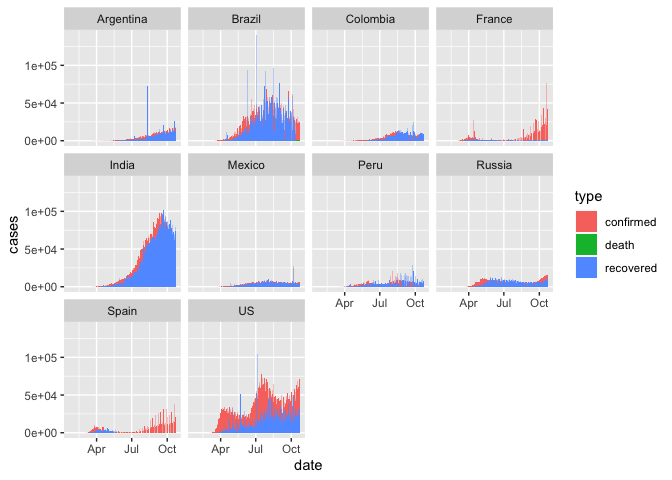 Argentina Brazil Colombia France
1e+05
5e+04
0e+00
India Mexico Peru Russia
1e+05
5e+04
0e+00
Apr Jul Oct Apr Jul Oct
Spain US
1e+05
5e+04
0e+00
Apr Jul Oct Apr Jul Oct
date
cases
type
confirmed
death
recovered